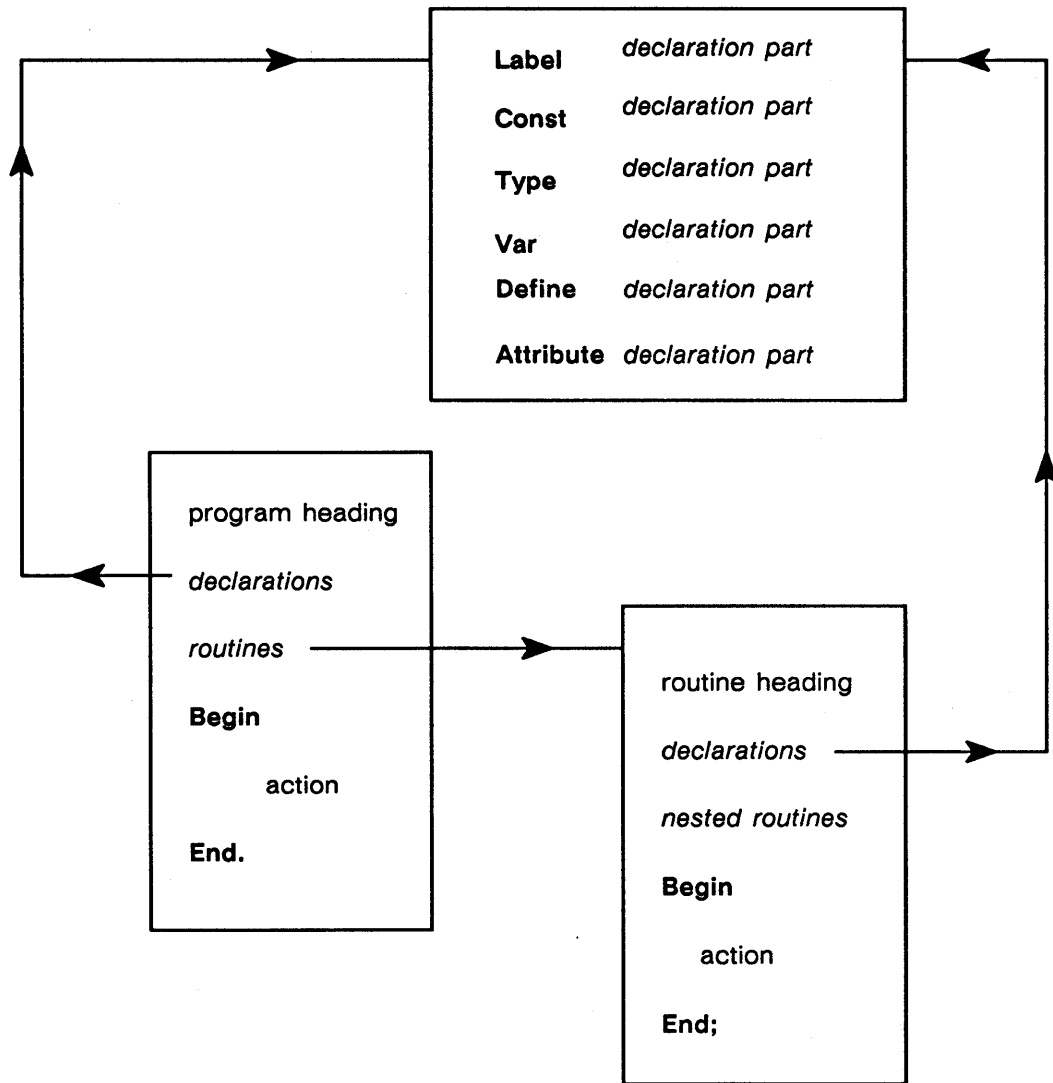 Label declaration part
Const declaration part
Type declaration part
Var declaration part
Define declaration part
Attribute declaration part
program heading
declarations
routines
Begin
action
End.
routine heading
declarations
nested routines
Begin
action
End;